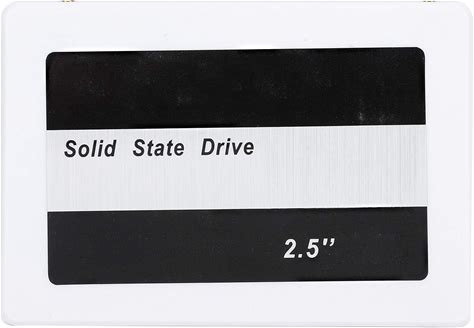 Solid State Drive
2.5"